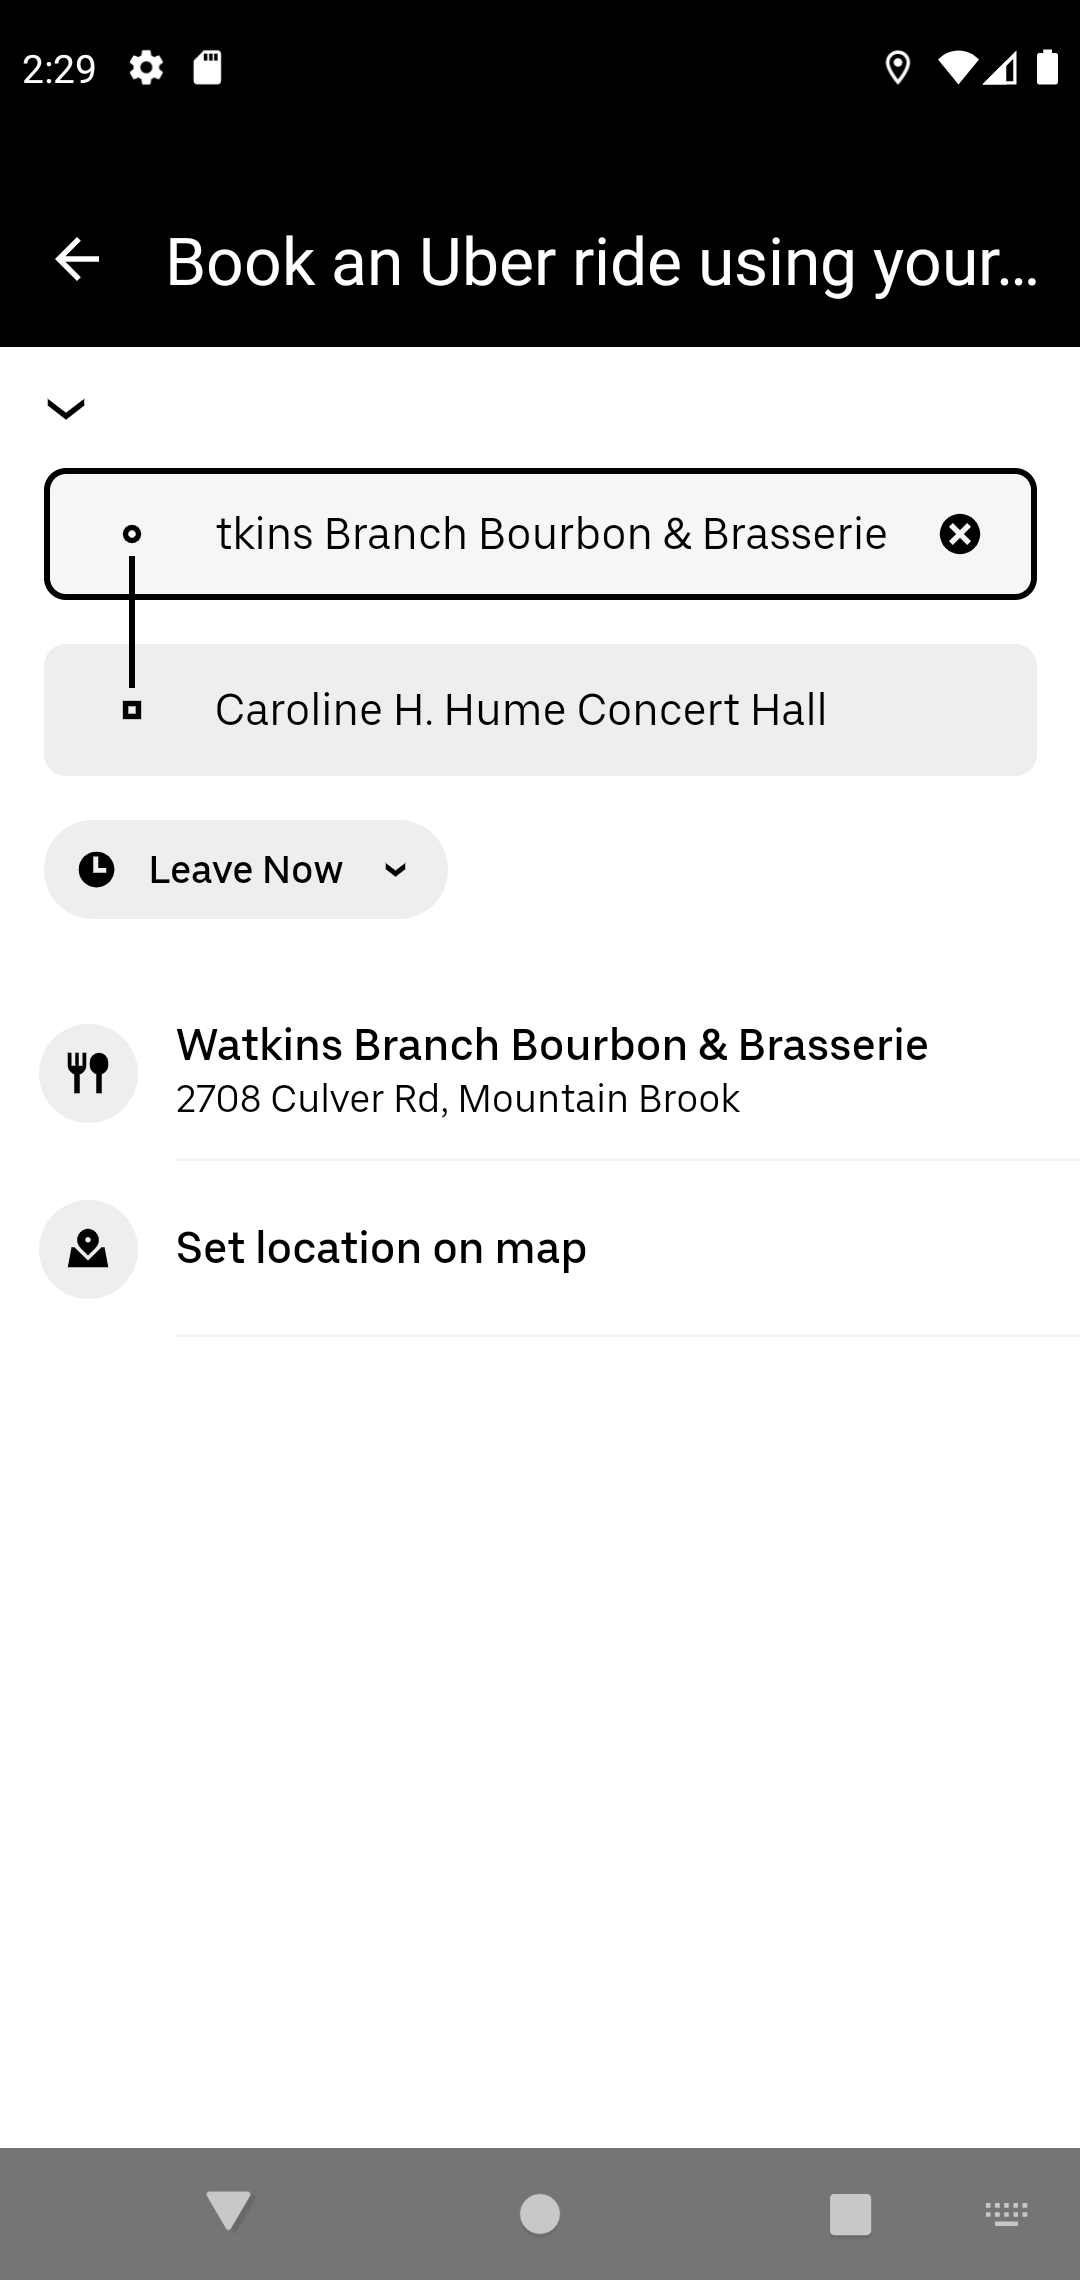 2:29
Book an Uber ride using your...
tkins Branch Bourbon & Brasserie
Caroline H. Hume Concert Hall
Leave Now
Watkins Branch Bourbon & Brasserie
2708 Culver Rd, Mountain Brook
Set location on map